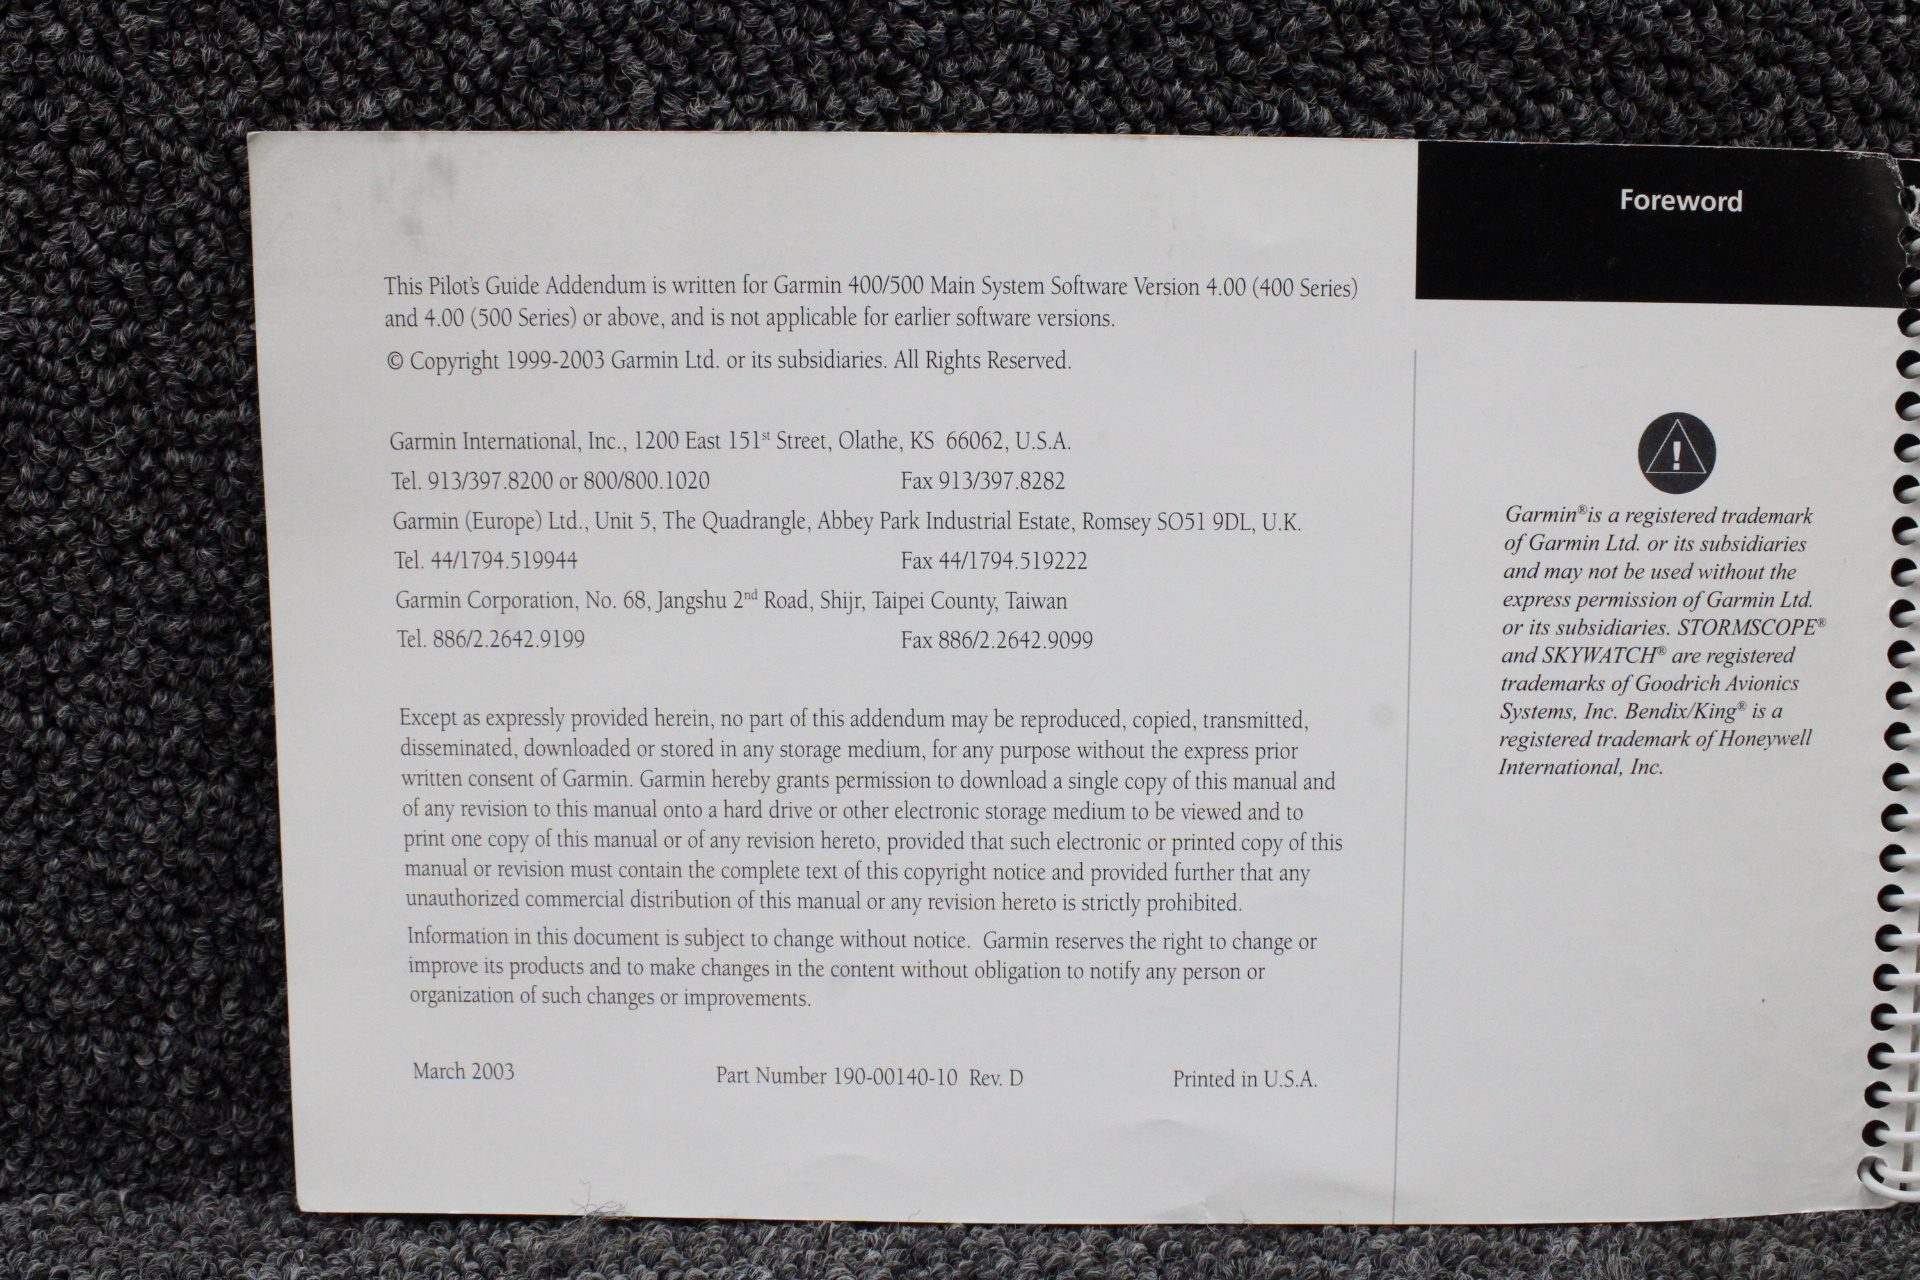 This Pilot's Guide Addendum is written for Garmin 400/500 Main System Software Version 4.00 (400 Series)
and 4.00 (500 Series) or above, and is not applicable for earlier software versions.
© Copyright 1999-2003 Garmin Ltd. or its subsidiaries. All Rights Reserved.
Garmin International, Inc., 1200 East 151st Street, Olathe, KS  66062, U.S.A.
Tel. 913/397.8200 or 800/800.1020 Fax 913/397.8282
Garmin (Europe) Ltd., Unit 5, The Quadrangle, Abbey Park Industrial Estate, Romsey SO51 9DL, U.K.
Tel. 44/1794.519944 Fax 44/1794.519222
Garmin Corporation, No. 68, Jangshu 2nd Road, Shijr, Taipei County, Taiwan
Tel. 886/2.2642.9199 Fax 886/2.2642.9099
Except as expressly provided herein, no part of this addendum may be reproduced, copied, transmitted,
disseminated, downloaded or stored in any storage medium, for any purpose without the express prior
written consent of Garmin. Garmin hereby grants permission to download a single copy of this manual and
of any revision to this manual onto a hard drive or other electronic storage medium to be viewed and to
print one copy of this manual or of any revision hereto, provided that such electronic or printed copy of this
manual or revision must contain the complete text of this copyright notice and provided further that any
unauthorized commercial distribution of this manual or any revision hereto is strictly prohibited.
Information in this document is subject to change without notice.  Garmin reserves the right to change or
improve its products and to make changes in the content without obligation to notify any person or
organization of such changes or improvements.
March 2003 Part Number 190-00140-10  Rev. D Printed in U.S.A.
Foreword
Garmin® is a registered trademark
of Garmin Ltd. or its subsidiaries
and may not be used without the
express permission of Garmin Ltd.
or its subsidiaries. STORMSCOPE®
and SKYWATCH® are registered
trademarks of Goodrich Avionics
Systems, Inc. Bendix/King® is a
registered trademark of Honeywell
International, Inc.